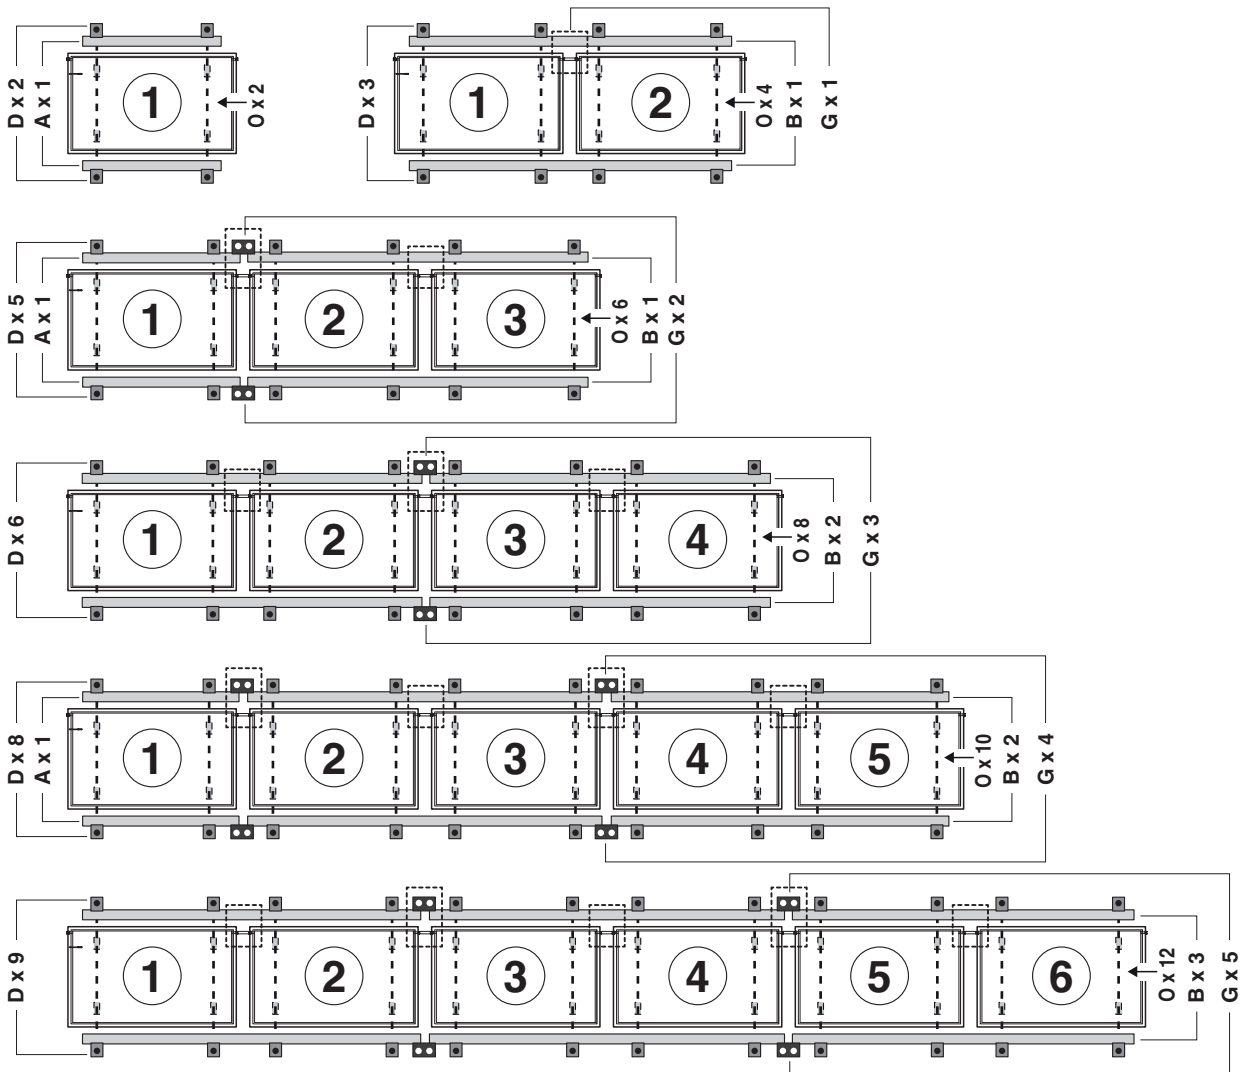 D x 2
A x 1
1
O x 2
D x 3
1
2
O x 4
B x 1
G x 1
D x 5
A x 1
1
2
3
O x 6
B x 1
G x 2
D x 6
1
2
3
4
O x 8
B x 2
G x 3
D x 8
A x 1
1
2
3
4
5
O x 10
B x 2
G x 4
D x 9
1
2
3
4
5
6
O x 12
B x 3
G x 5